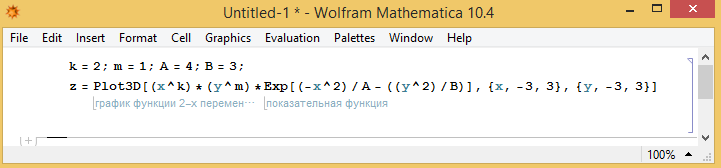 Untitled-1 * - Wolfram Mathematica 10.4
File Edit Insert Format Cell Graphics Evaluation Palettes Window Help
k = 2; m = 1; A = 4; B = 3;
z = Plot3D[(x^k) * (y^m) * Exp[(-x^2) / A - ((y^2) / B)], {x, -3, 3}, {y, -3, 3}]
график функции 2-х перемен⋯ показательная функция
100%